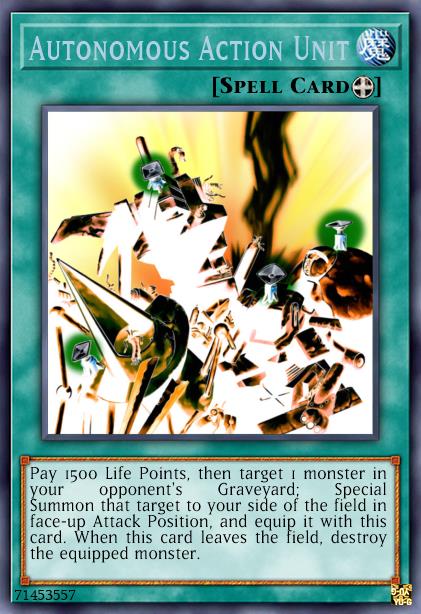 Autonomous Action Unit 魔
[Spell Card]
Pay 1500 Life Points, then target 1 monster in
your opponent's Graveyard; Special
Summon that target to your side of the field in
face-up Attack Position, and equip it with this
card. When this card leaves the field, destroy
the equipped monster.
71453557